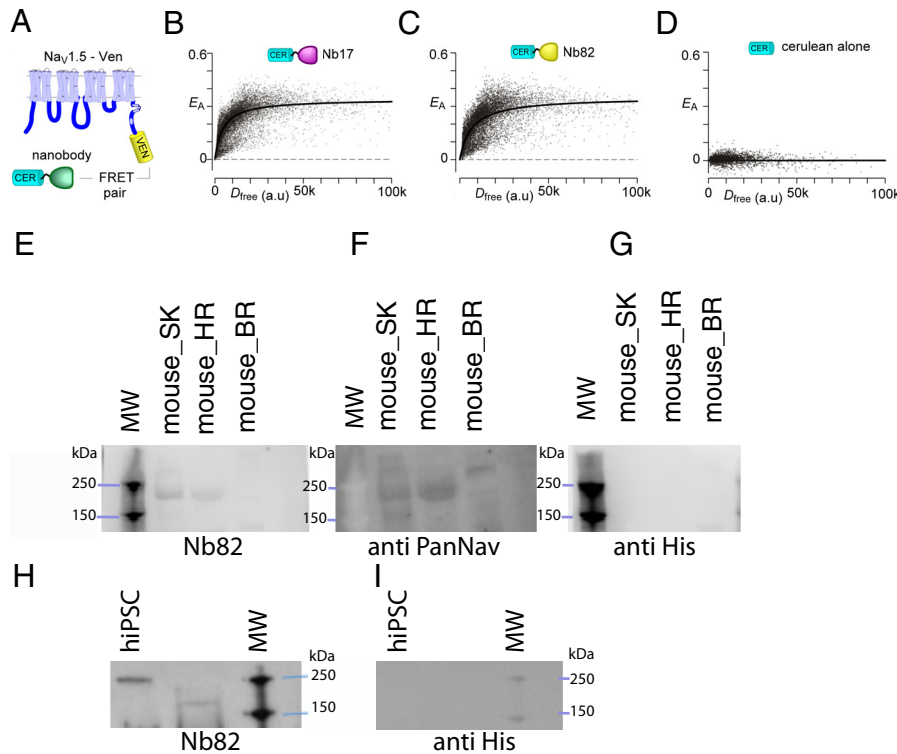 A
Nav1.5 - Ven
VEN
nanobody
CER
FRET
pair
B
CER
Nb17
0.6
EA
0
0
50k
100k
Dfree (a.u)
C
CER
Nb82
0.6
EA
0
50k
100k
Dfree (a.u)
D
CER
cerulean alone
0.6
EA
0
0
50k
100k
Dfree (a.u)
E
MW
mouse_SK
mouse_HR
mouse_BR
kDa
250
150
Nb82
F
MW
mouse_SK
mouse_HR
mouse_BR
kDa
250
150
anti PanNav
G
MW
mouse_SK
mouse_HR
mouse_BR
kDa
250
150
anti His
H
hiPSC
MW
kDa
250
150
Nb82
I
hiPSC
MW
kDa
250
150
anti His